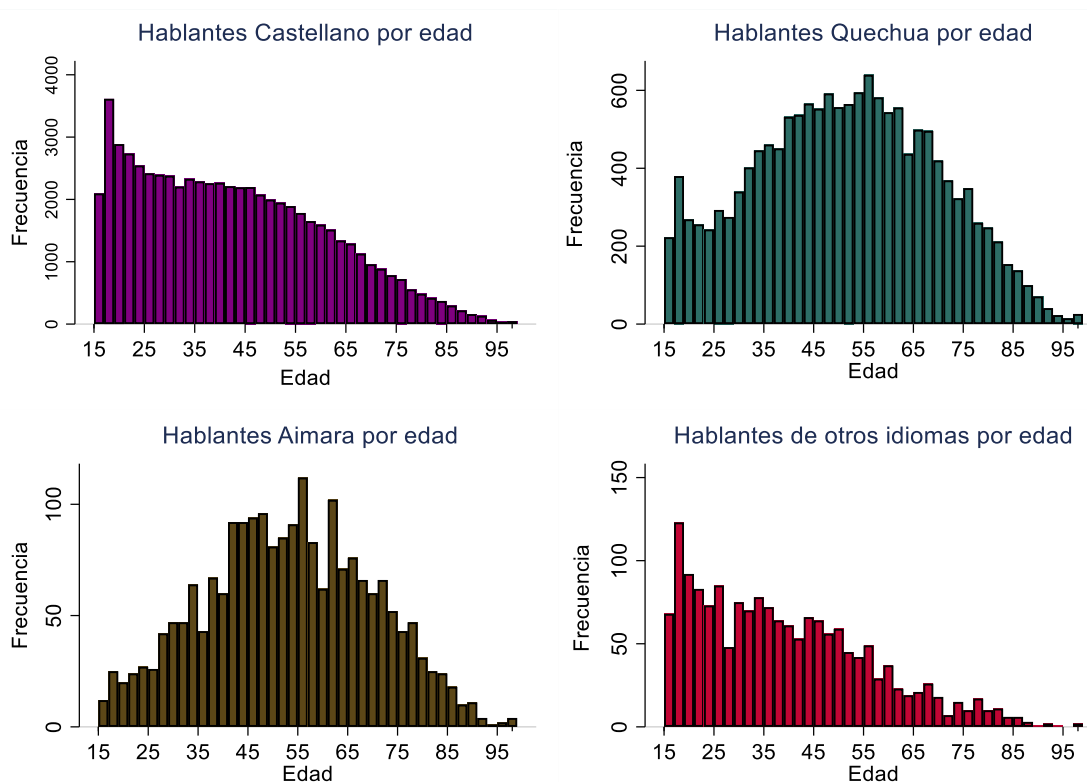 Hablantes Castellano por edad
Frecuencia
4000
3000
2000
1000
0
15 25 35 45 55 65 75 85 95
Edad
Hablantes Quechua por edad
Frecuencia
600
400
200
0
15 25 35 45 55 65 75 85 95
Edad
Hablantes Aimara por edad
Frecuencia
100
50
0
15 25 35 45 55 65 75 85 95
Edad
Hablantes de otros idiomas por edad
Frecuencia
150
100
50
0
15 25 35 45 55 65 75 85 95
Edad